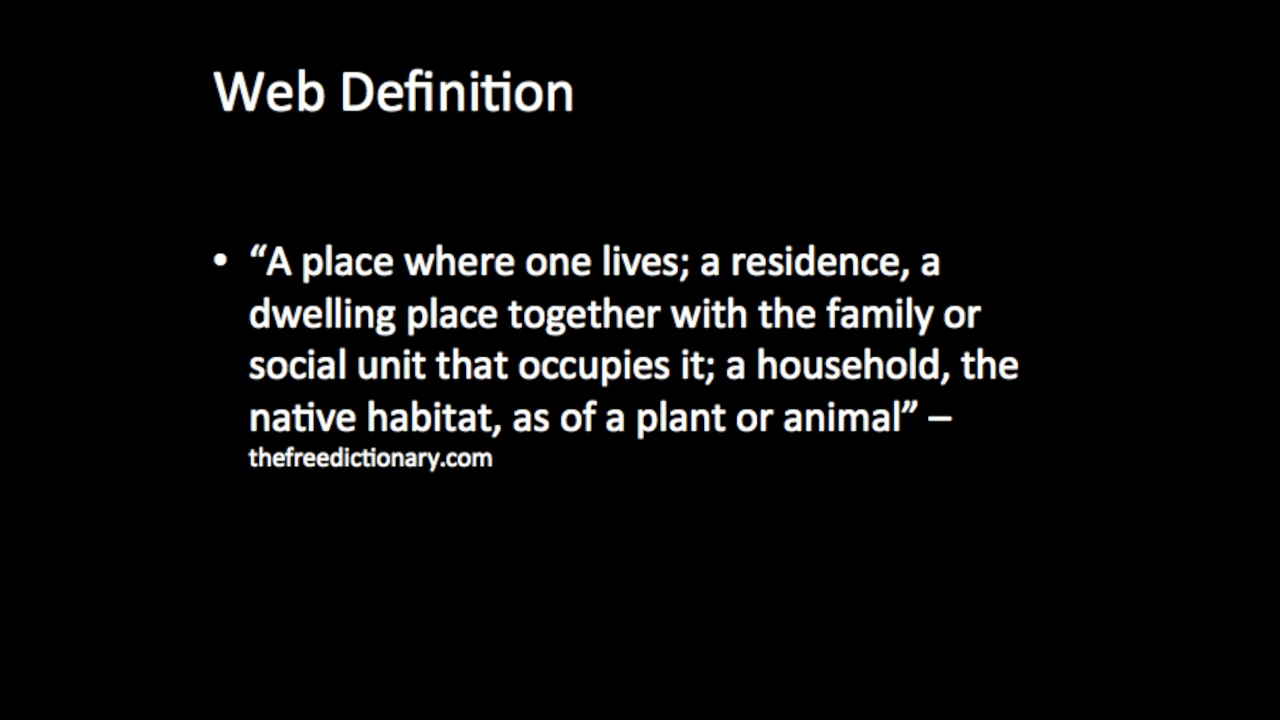 Web Definition
• “A place where one lives; a residence, a
dwelling place together with the family or
social unit that occupies it; a household, the
native habitat, as of a plant or animal” –
thefreedictionary.com